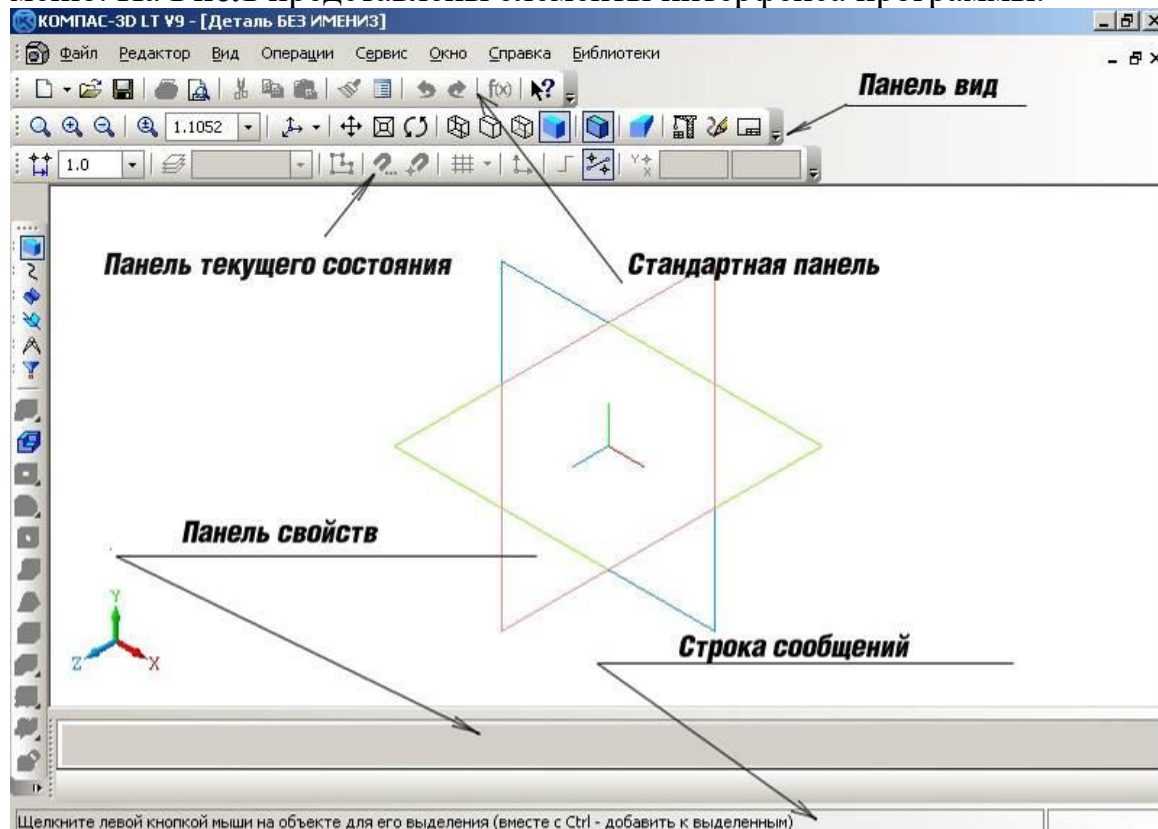 КОМПАС-3D LT V9 - [Деталь БЕЗ ИМЕНИ3]
Файл Редактор Вид Операции Сервис Окно Справка Библиотеки
f(x)
Панель вид
1.1052
1.0
Панель текущего состояния
Стандартная панель
Панель свойств
Y
Z X
Строка сообщений
Щелкните левой кнопкой мыши на объекте для его выделения (вместе с Ctrl - добавить к выделенным)